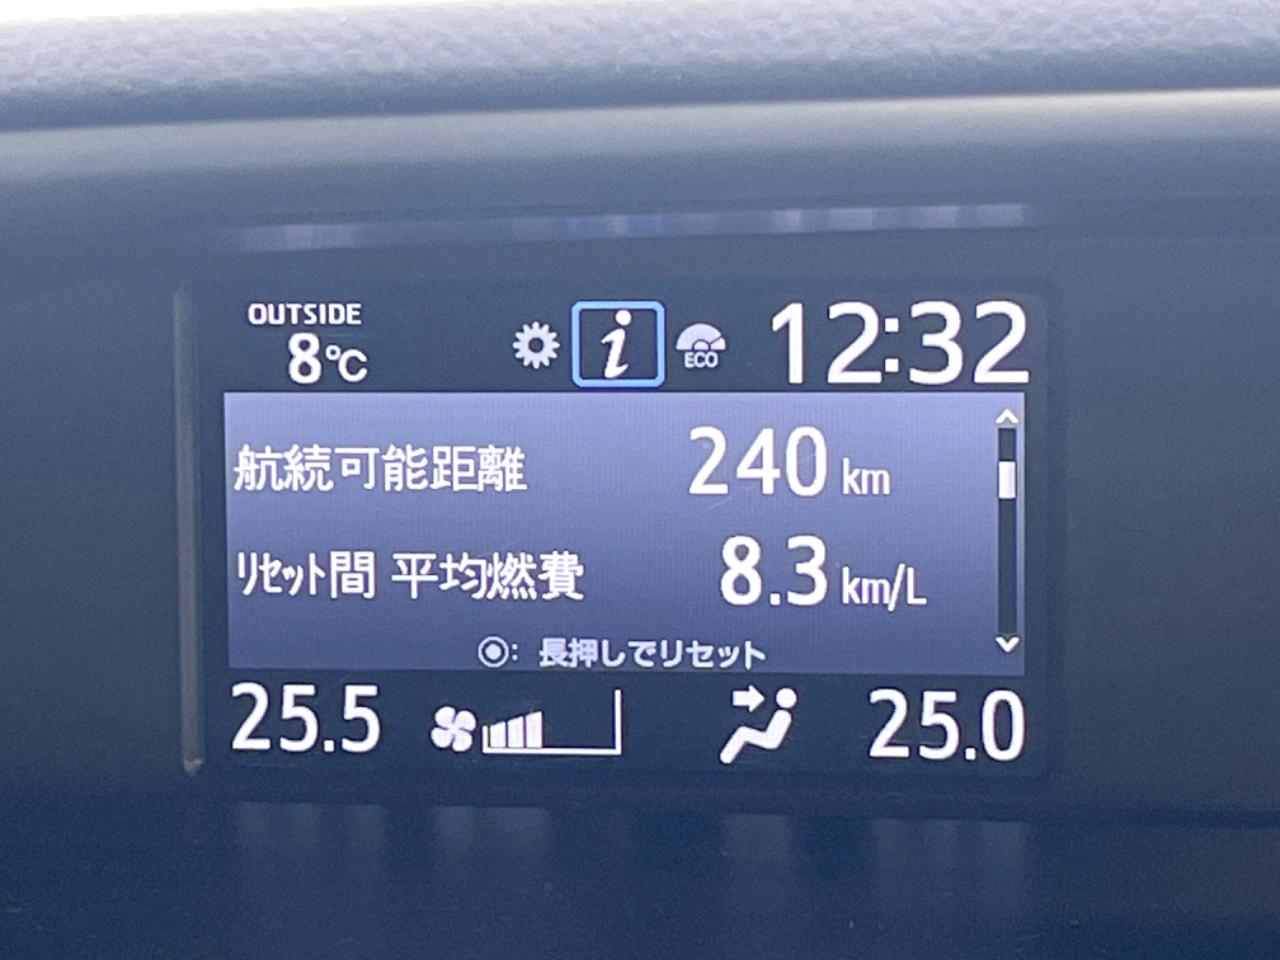 OUTSIDE
8℃
i
ECO
12:32
航続可能距離 240 km
リセット間 平均燃費 8.3 km/L
◉: 長押しでリセット
25.5 25.0